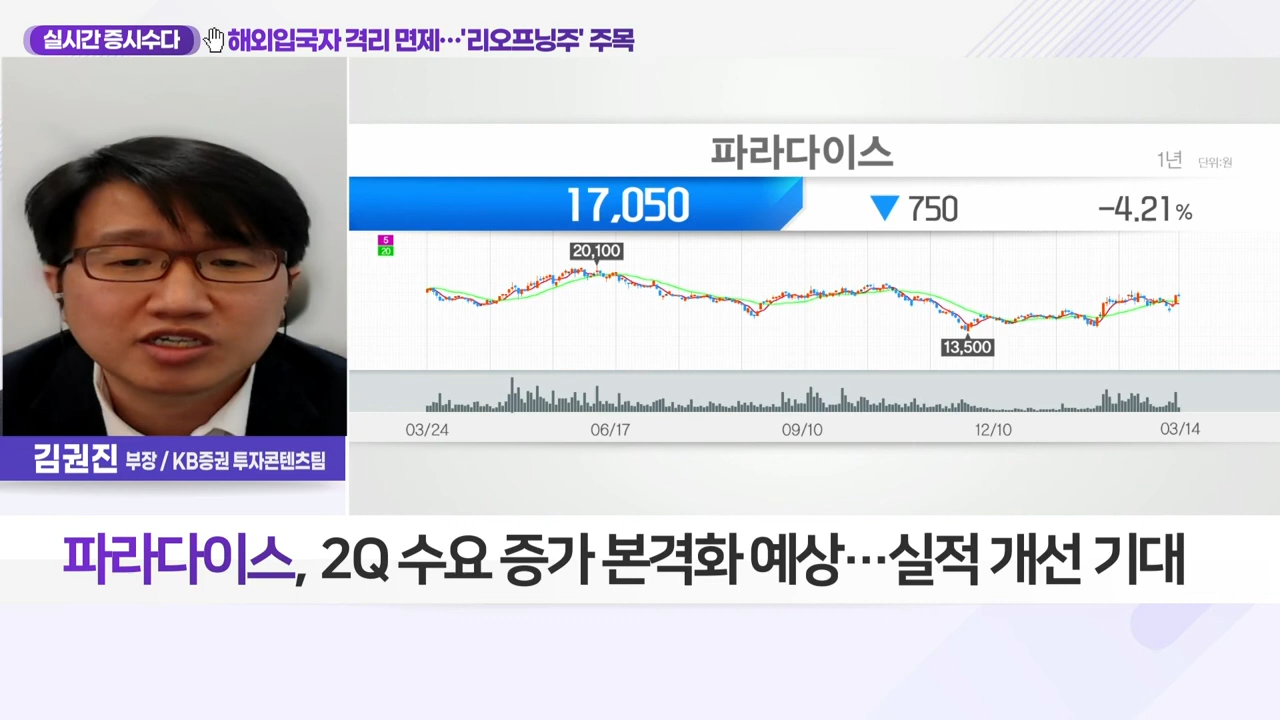 실시간 증시수다 해외입국자 격리 면제…'리오프닝주' 주목
파라다이스
1년 단위:원
17,050 ▼ 750 -4.21%
5
20
20,100
13,500
03/24 06/17 09/10 12/10 03/14
김권진 부장 / KB증권 투자콘텐츠팀
파라다이스, 2Q 수요 증가 본격화 예상…실적 개선 기대